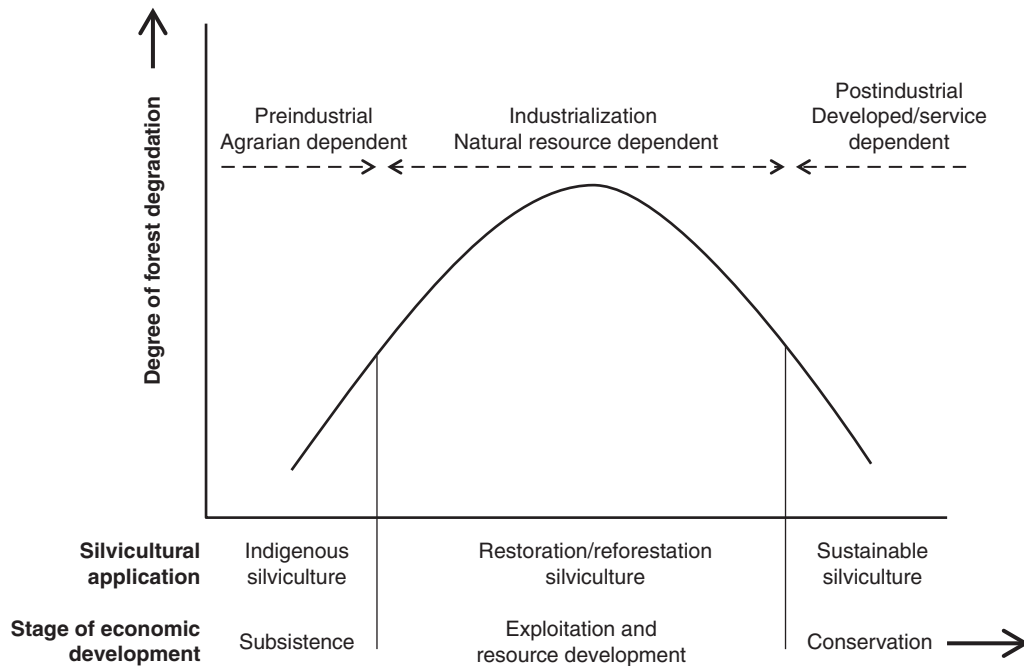 Degree of forest degradation
Preindustrial
Agrarian dependent
Industrialization
Natural resource dependent
Postindustrial
Developed/service
dependent
Silvicultural
application
Indigenous
silviculture
Restoration/reforestation
silviculture
Sustainable
silviculture
Stage of economic
development
Subsistence
Exploitation and
resource development
Conservation